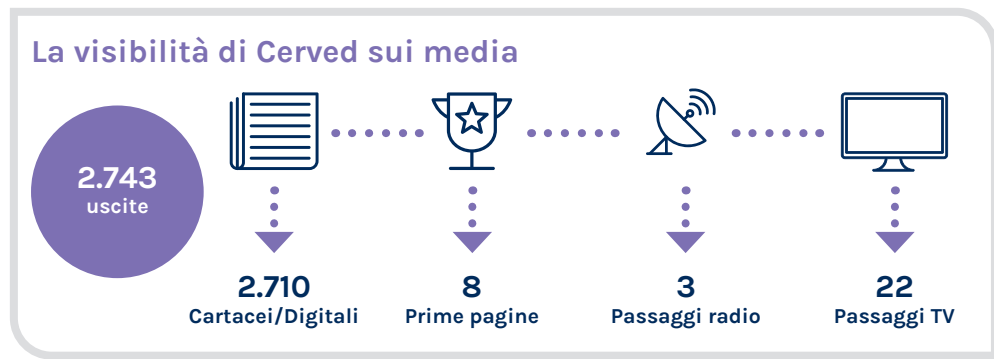 La visibilità di Cerved sui media
2.743
uscite
2.710
Cartacei/Digitali
8
Prime pagine
3
Passaggi radio
22
Passaggi TV